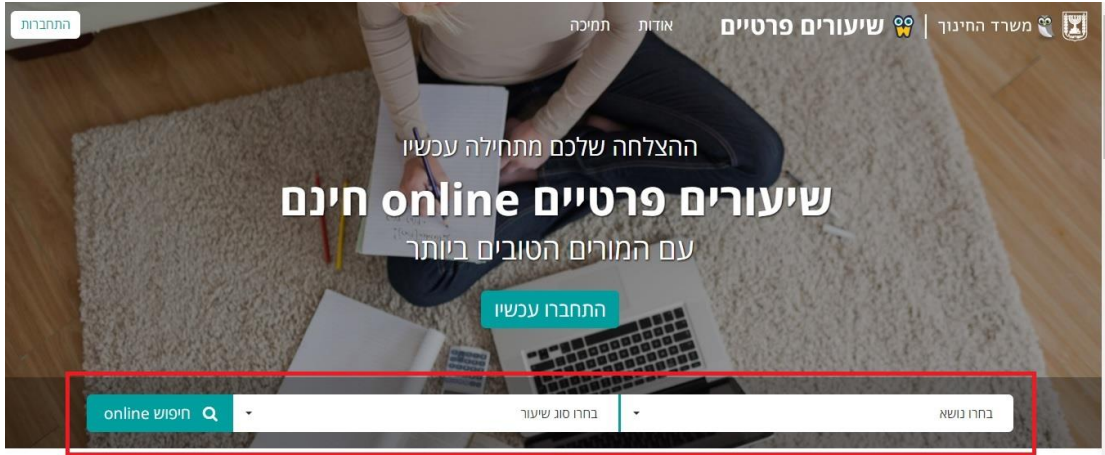 משרד החינוך | שיעורים פרטיים אודות תמיכה התחברות
ההצלחה שלכם מתחילה עכשיו
שיעורים פרטיים online חינם
עם המורים הטובים ביותר
התחברו עכשיו
בחרו נושא בחרו סוג שיעור חיפוש online